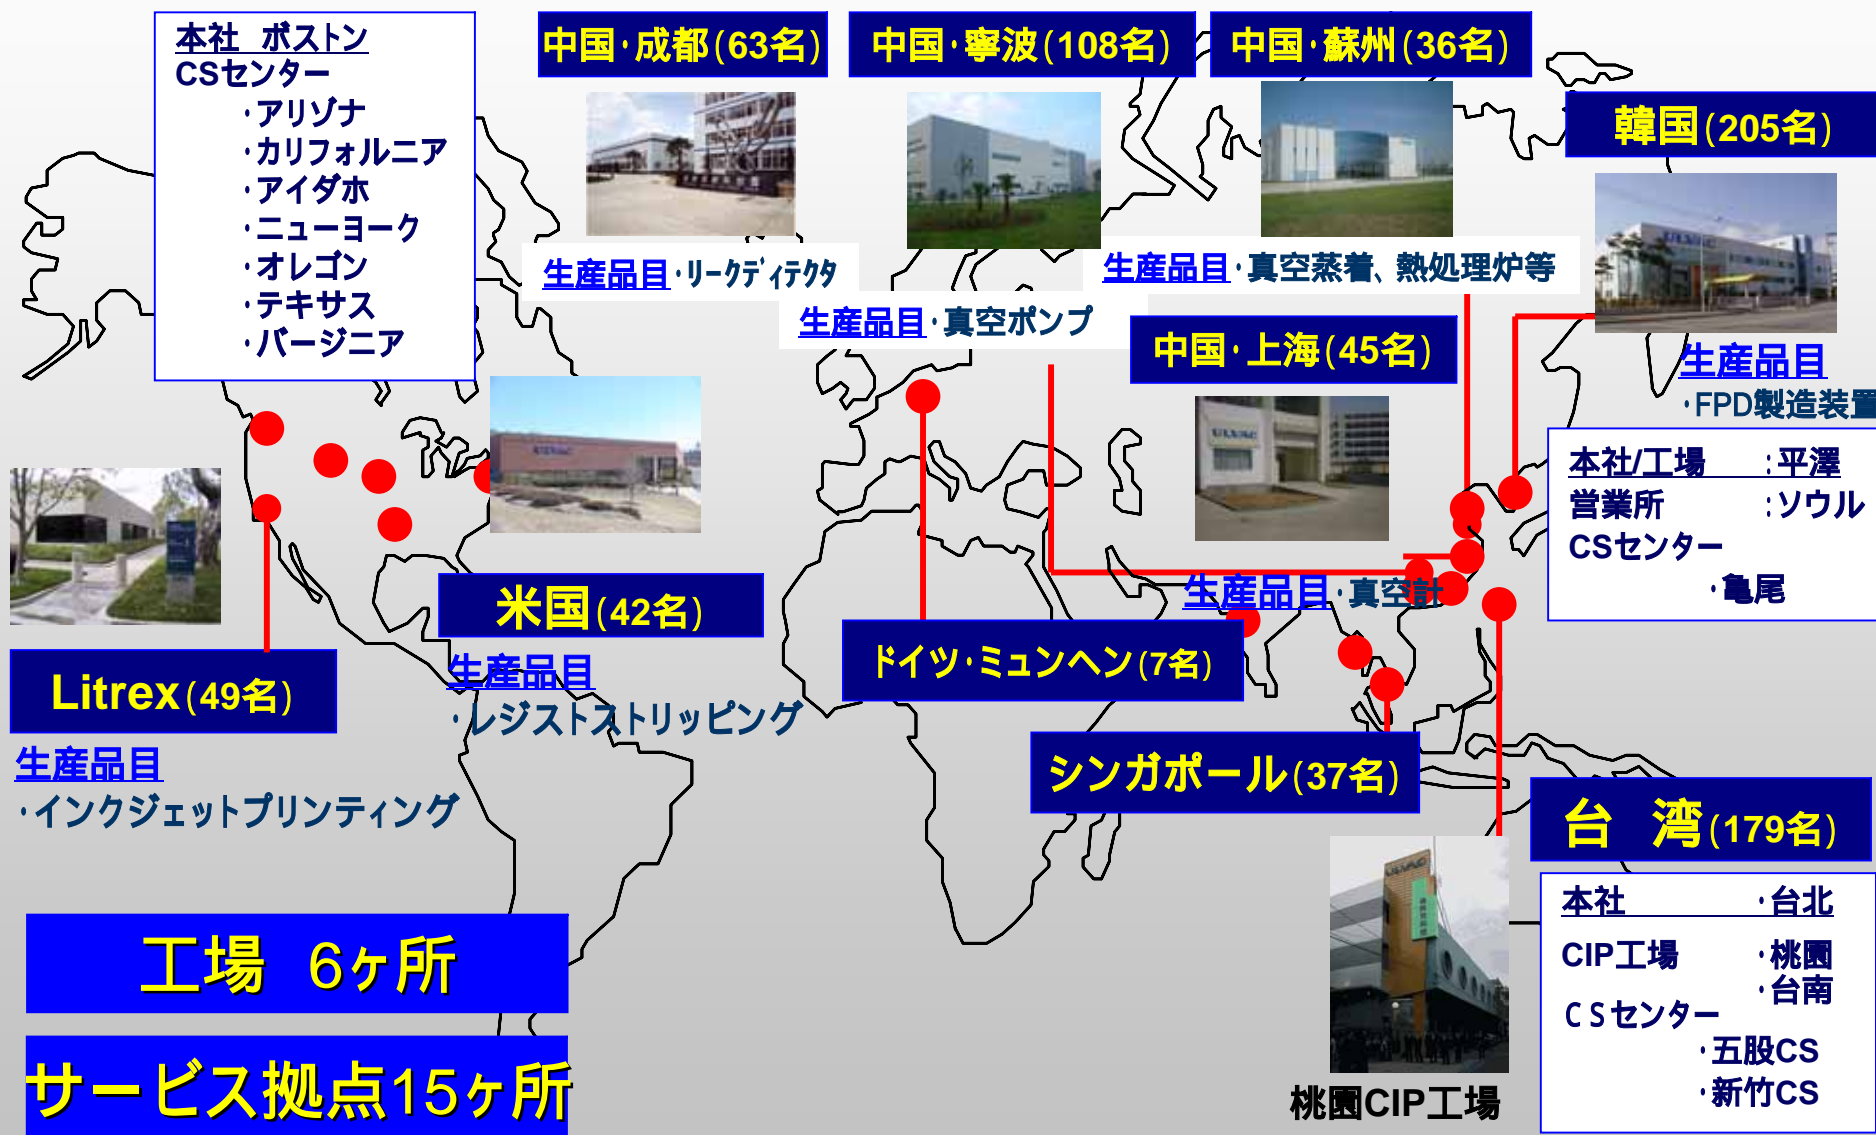 本社 ボストン
CSセンター
・アリゾナ
・カリフォルニア
・アイダホ
・ニューヨーク
・オレゴン
・テキサス
・バージニア
中国・成都(63名)
生産品目・リークディテクタ
中国・寧波(108名)
生産品目・真空ポンプ
中国・蘇州(36名)
生産品目・真空蒸着、熱処理炉等
韓国(205名)
ULVAC
生産品目
・FPD製造装置
本社/工場 :平澤
営業所 :ソウル
CSセンター
・亀尾
中国・上海(45名)
ULVAC
生産品目・真空計
ULVAC
米国(42名)
生産品目
・レジストストリッピング
Litrex(49名)
生産品目
・インクジェットプリンティング
ドイツ・ミュンヘン(7名)
シンガポール(37名)
台 湾(179名)
本社 ・台北
CIP工場 ・桃園
・台南
CSセンター
・五股CS
・新竹CS
ULVAC
桃園CIP工場
工場 6ヶ所
サービス拠点15ヶ所